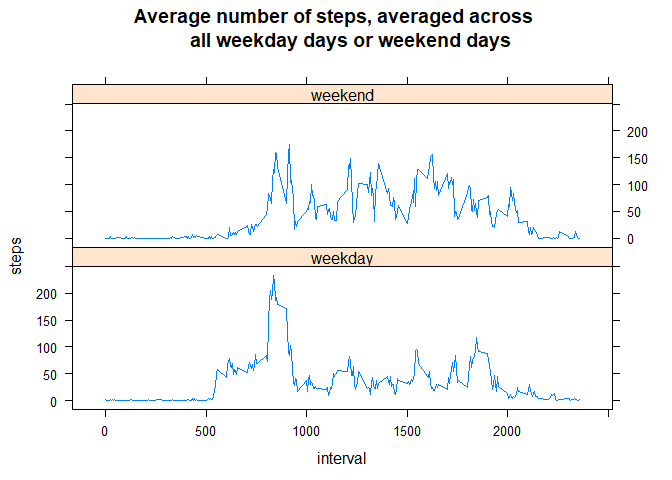 Average number of steps, averaged across
all weekday days or weekend days
weekend
200
150
100
50
0
steps
weekday
200
150
100
50
0
0 500 1000 1500 2000
interval